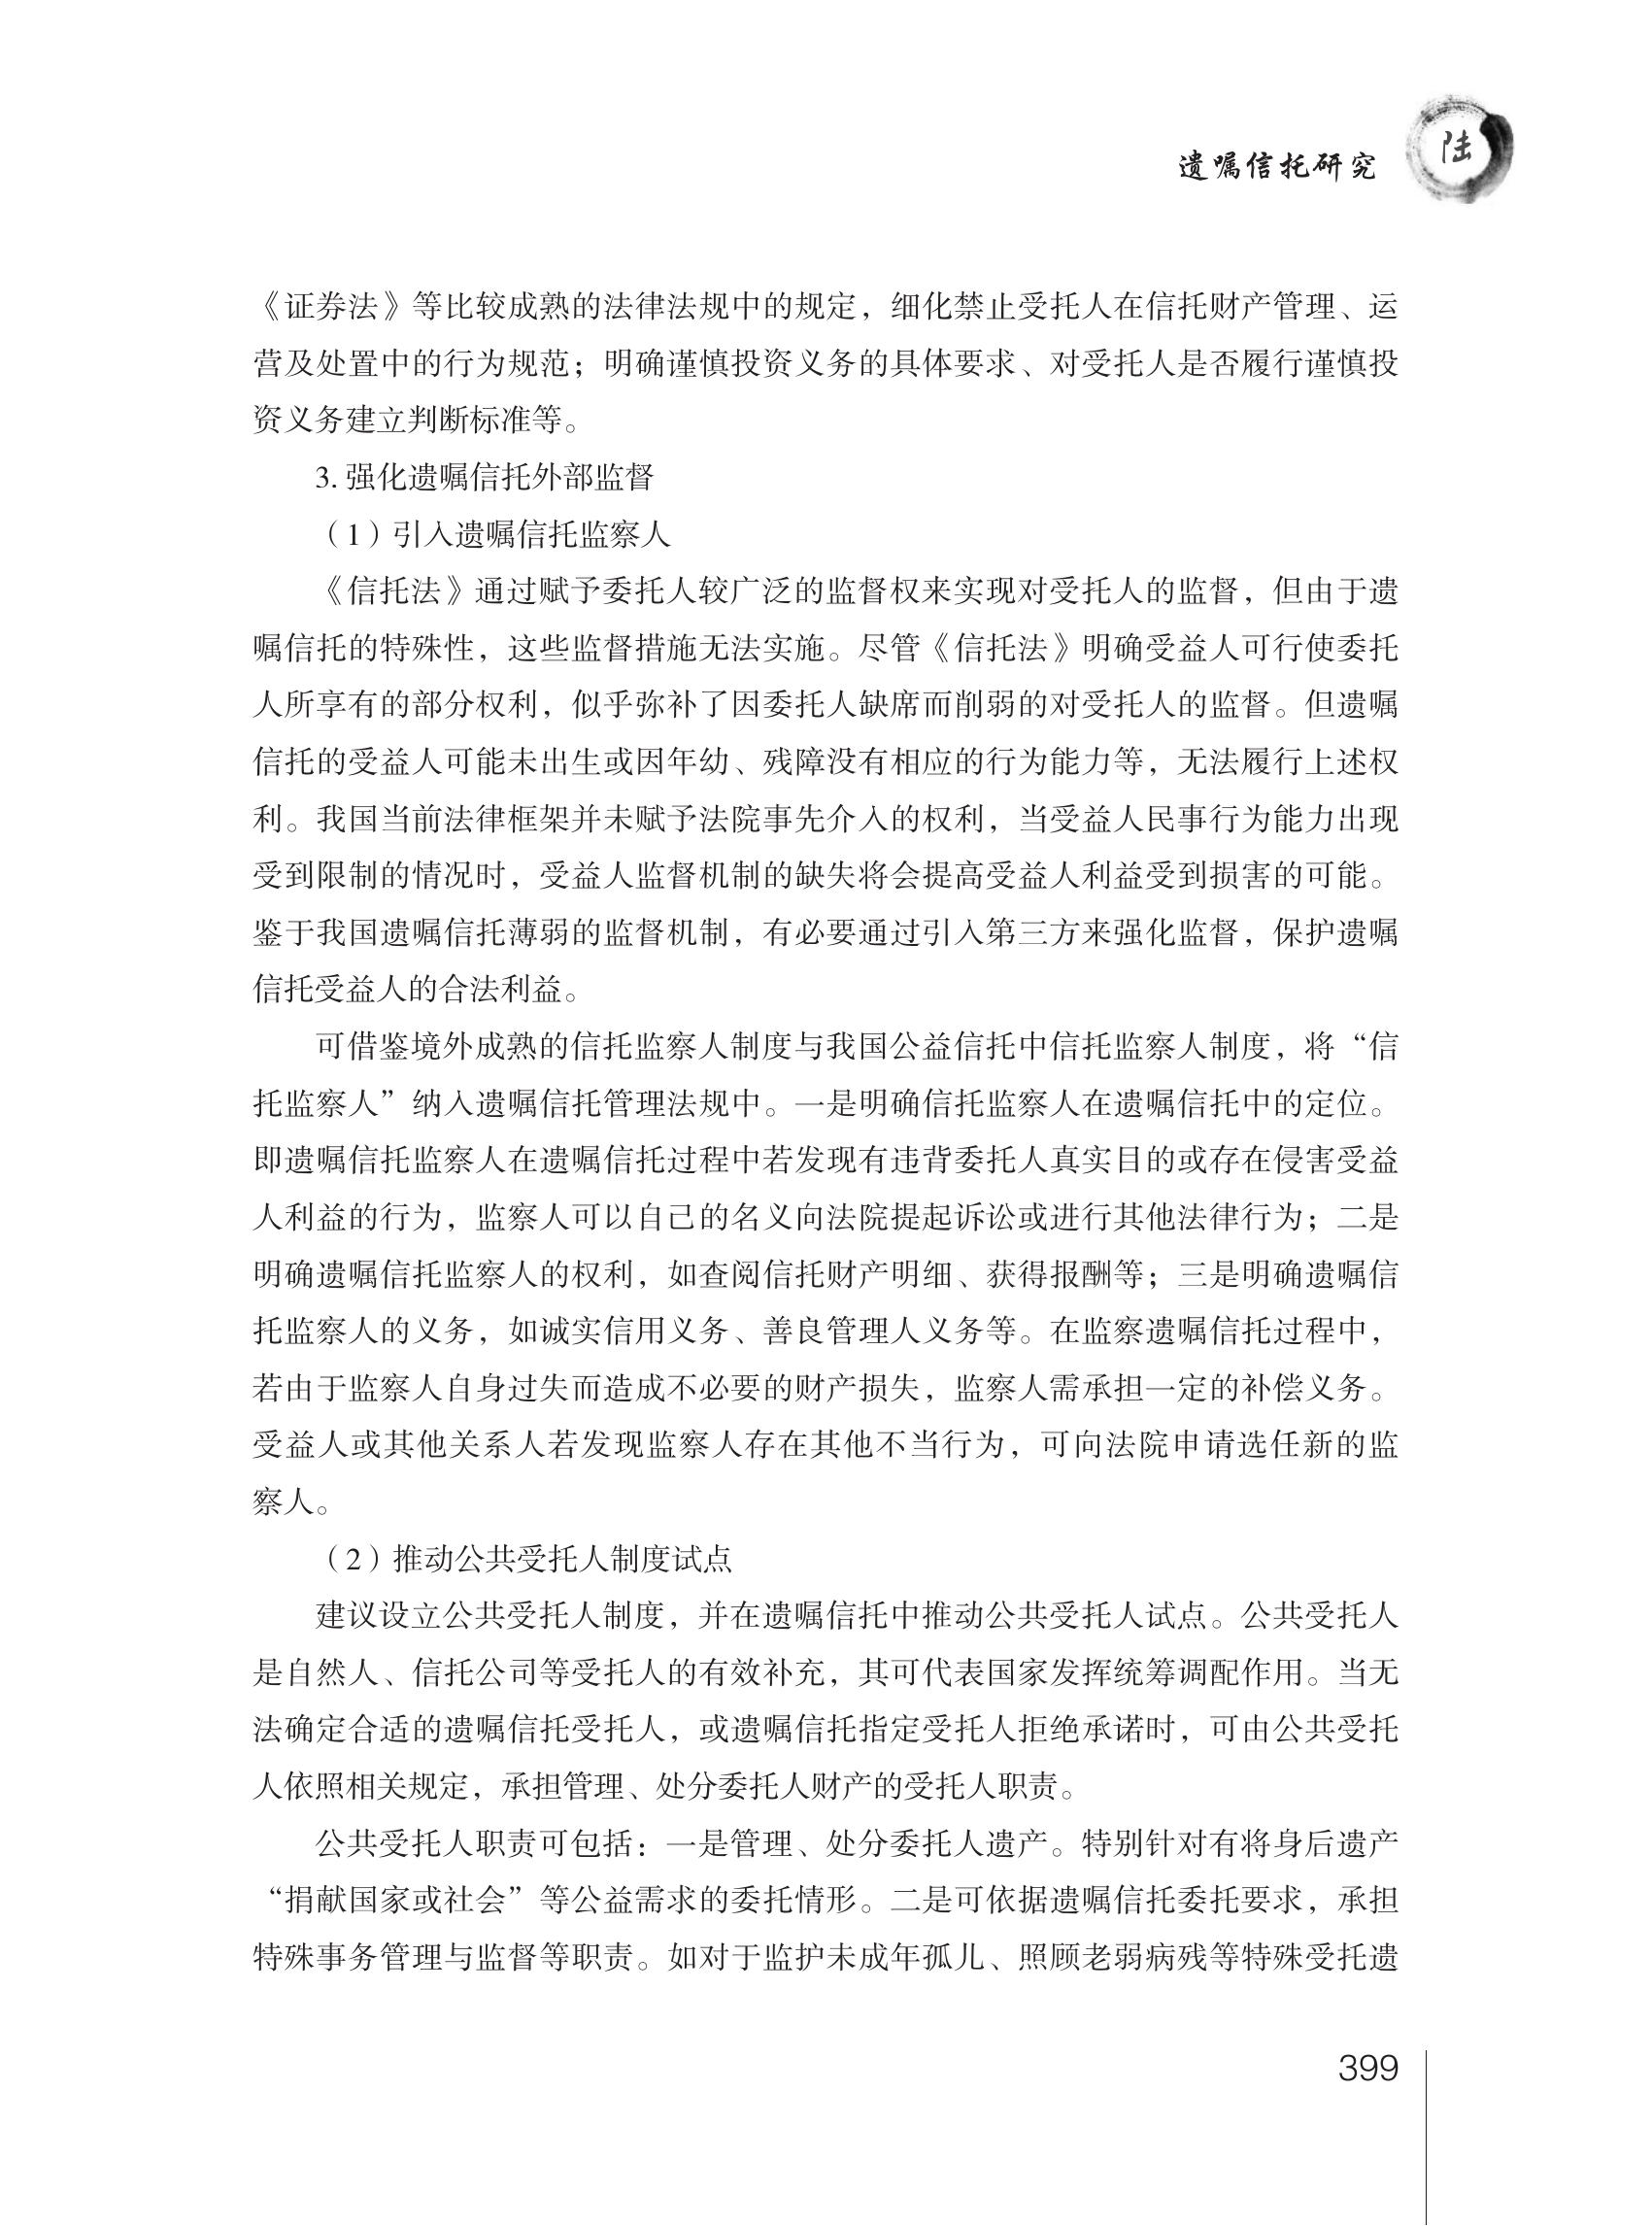 遗嘱信托研究
陆
《证券法》等比较成熟的法律法规中的规定，细化禁止受托人在信托财产管理、运
营及处置中的行为规范；明确谨慎投资义务的具体要求、对受托人是否履行谨慎投
资义务建立判断标准等。
3. 强化遗嘱信托外部监督
（1）引入遗嘱信托监察人
《信托法》通过赋予委托人较广泛的监督权来实现对受托人的监督，但由于遗
嘱信托的特殊性，这些监督措施无法实施。尽管《信托法》明确受益人可行使委托
人所享有的部分权利，似乎弥补了因委托人缺席而削弱的对受托人的监督。但遗嘱
信托的受益人可能未出生或因年幼、残障没有相应的行为能力等，无法履行上述权
利。我国当前法律框架并未赋予法院事先介入的权利，当受益人民事行为能力出现
受到限制的情况时，受益人监督机制的缺失将会提高受益人利益受到损害的可能。
鉴于我国遗嘱信托薄弱的监督机制，有必要通过引入第三方来强化监督，保护遗嘱
信托受益人的合法利益。
可借鉴境外成熟的信托监察人制度与我国公益信托中信托监察人制度，将“信
托监察人”纳入遗嘱信托管理法规中。一是明确信托监察人在遗嘱信托中的定位。
即遗嘱信托监察人在遗嘱信托过程中若发现有违背委托人真实目的或存在侵害受益
人利益的行为，监察人可以自己的名义向法院提起诉讼或进行其他法律行为；二是
明确遗嘱信托监察人的权利，如查阅信托财产明细、获得报酬等；三是明确遗嘱信
托监察人的义务，如诚实信用义务、善良管理人义务等。在监察遗嘱信托过程中，
若由于监察人自身过失而造成不必要的财产损失，监察人需承担一定的补偿义务。
受益人或其他关系人若发现监察人存在其他不当行为，可向法院申请选任新的监
察人。
（2）推动公共受托人制度试点
建议设立公共受托人制度，并在遗嘱信托中推动公共受托人试点。公共受托人
是自然人、信托公司等受托人的有效补充，其可代表国家发挥统筹调配作用。当无
法确定合适的遗嘱信托受托人，或遗嘱信托指定受托人拒绝承诺时，可由公共受托
人依照相关规定，承担管理、处分委托人财产的受托人职责。
公共受托人职责可包括：一是管理、处分委托人遗产。特别针对有将身后遗产
“捐献国家或社会”等公益需求的委托情形。二是可依据遗嘱信托委托要求，承担
特殊事务管理与监督等职责。如对于监护未成年孤儿、照顾老弱病残等特殊受托遗
399